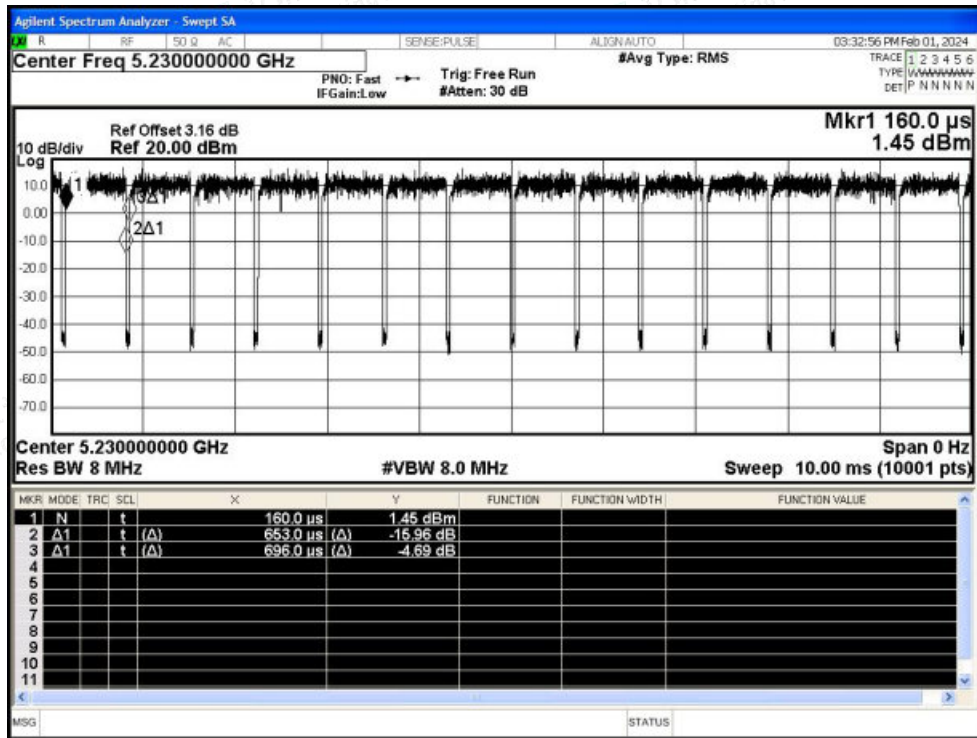 Agilent Spectrum Analyzer - Swept SA
R RF 50 Ω AC SENSE:PULSE ALIGN AUTO 03:32:56 PM Feb 01, 2024
Center Freq 5.230000000 GHz #Avg Type: RMS TRACE 1 2 3 4 5 6
PNO: Fast Trig: Free Run TYPE
IFGain:Low #Atten: 30 dB DET P N N N N N
Mkr1 160.0 µs
Ref Offset 3.16 dB
10 dB/div Ref 20.00 dBm 1.45 dBm
Log
10.0
1
3Δ1
0.00
2Δ1
-10.0
-20.0
-30.0
-40.0
-50.0
-60.0
-70.0
Center 5.230000000 GHz Span 0 Hz
Res BW 8 MHz #VBW 8.0 MHz Sweep 10.00 ms (10001 pts)
MKR MODE TRC SCL X Y FUNCTION FUNCTION WIDTH FUNCTION VALUE
1 N t 160.0 µs 1.45 dBm
2 Δ1 t (Δ) 653.0 µs (Δ) -15.96 dB
3 Δ1 t (Δ) 696.0 µs (Δ) -4.69 dB
4
5
6
7
8
9
10
11
MSG STATUS